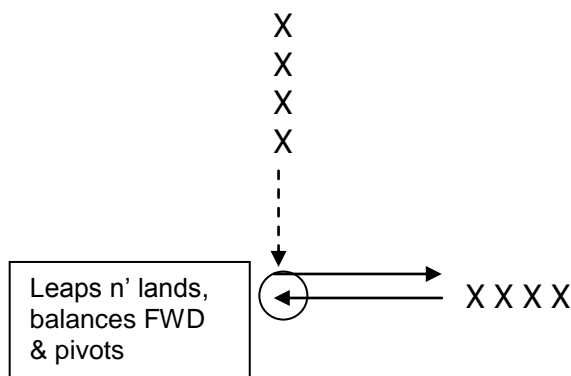 X
X
X
X
Leaps n' lands,
balances FWD
& pivots
X X X X